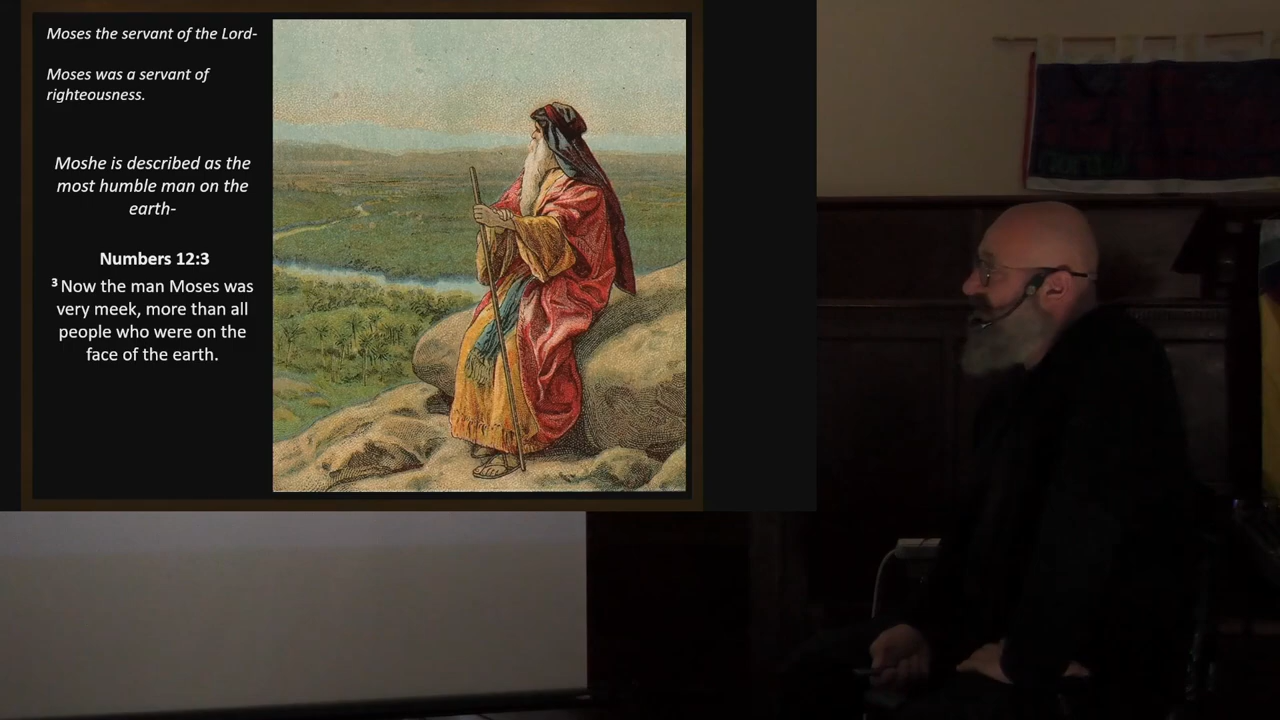 Moses the servant of the Lord-
Moses was a servant of
righteousness.
Moshe is described as the
most humble man on the
earth-
Numbers 12:3
3 Now the man Moses was
very meek, more than all
people who were on the
face of the earth.